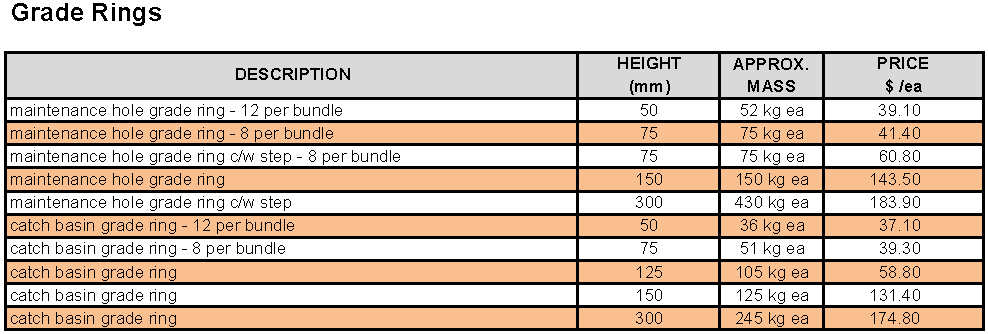 Grade Rings
DESCRIPTION HEIGHT (mm) APPROX. MASS PRICE $ /ea
maintenance hole grade ring - 12 per bundle 50 52 kg ea 39.10
maintenance hole grade ring - 8 per bundle 75 75 kg ea 41.40
maintenance hole grade ring c/w step - 8 per bundle 75 75 kg ea 60.80
maintenance hole grade ring 150 150 kg ea 143.50
maintenance hole grade ring c/w step 300 430 kg ea 183.90
catch basin grade ring - 12 per bundle 50 36 kg ea 37.10
catch basin grade ring - 8 per bundle 75 51 kg ea 39.30
catch basin grade ring 125 105 kg ea 58.80
catch basin grade ring 150 125 kg ea 131.40
catch basin grade ring 300 245 kg ea 174.80